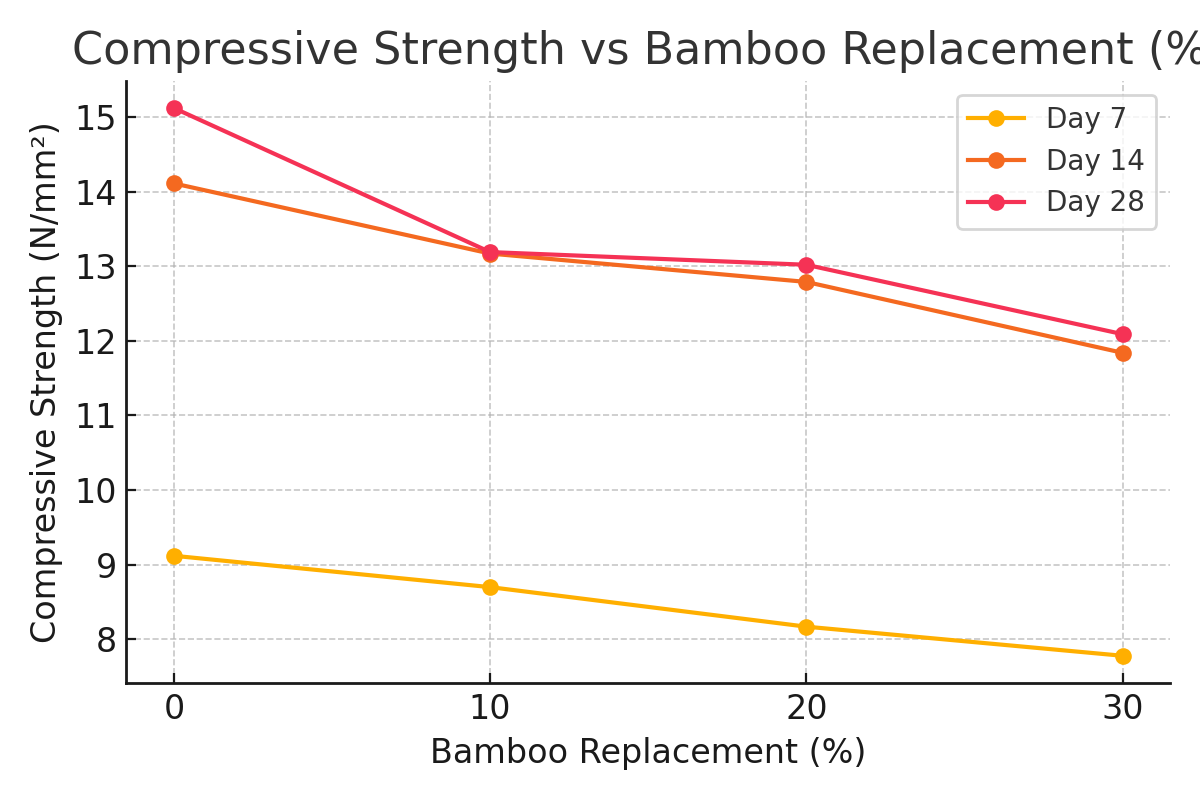 Compressive Strength vs Bamboo Replacement (%
Compressive Strength (N/mm²)
15
14
13
12
11
10
9
8
Day 7
Day 14
Day 28
0 10 20 30
Bamboo Replacement (%)